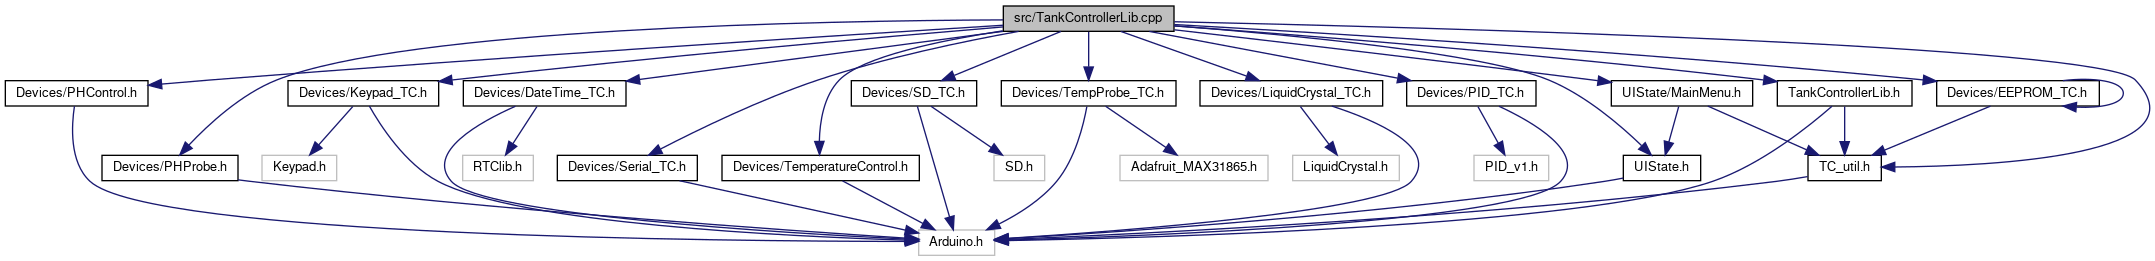 src/TankControllerLib.cpp
Devices/PHControl.h
Devices/Keypad_TC.h
Devices/DateTime_TC.h
Devices/SD_TC.h
Devices/TempProbe_TC.h
Devices/LiquidCrystal_TC.h
Devices/PID_TC.h
UIState/MainMenu.h
TankControllerLib.h
Devices/EEPROM_TC.h
Devices/PHProbe.h
Keypad.h
RTClib.h
Devices/Serial_TC.h
Devices/TemperatureControl.h
SD.h
Adafruit_MAX31865.h
LiquidCrystal.h
PID_v1.h
UIState.h
TC_util.h
Arduino.h